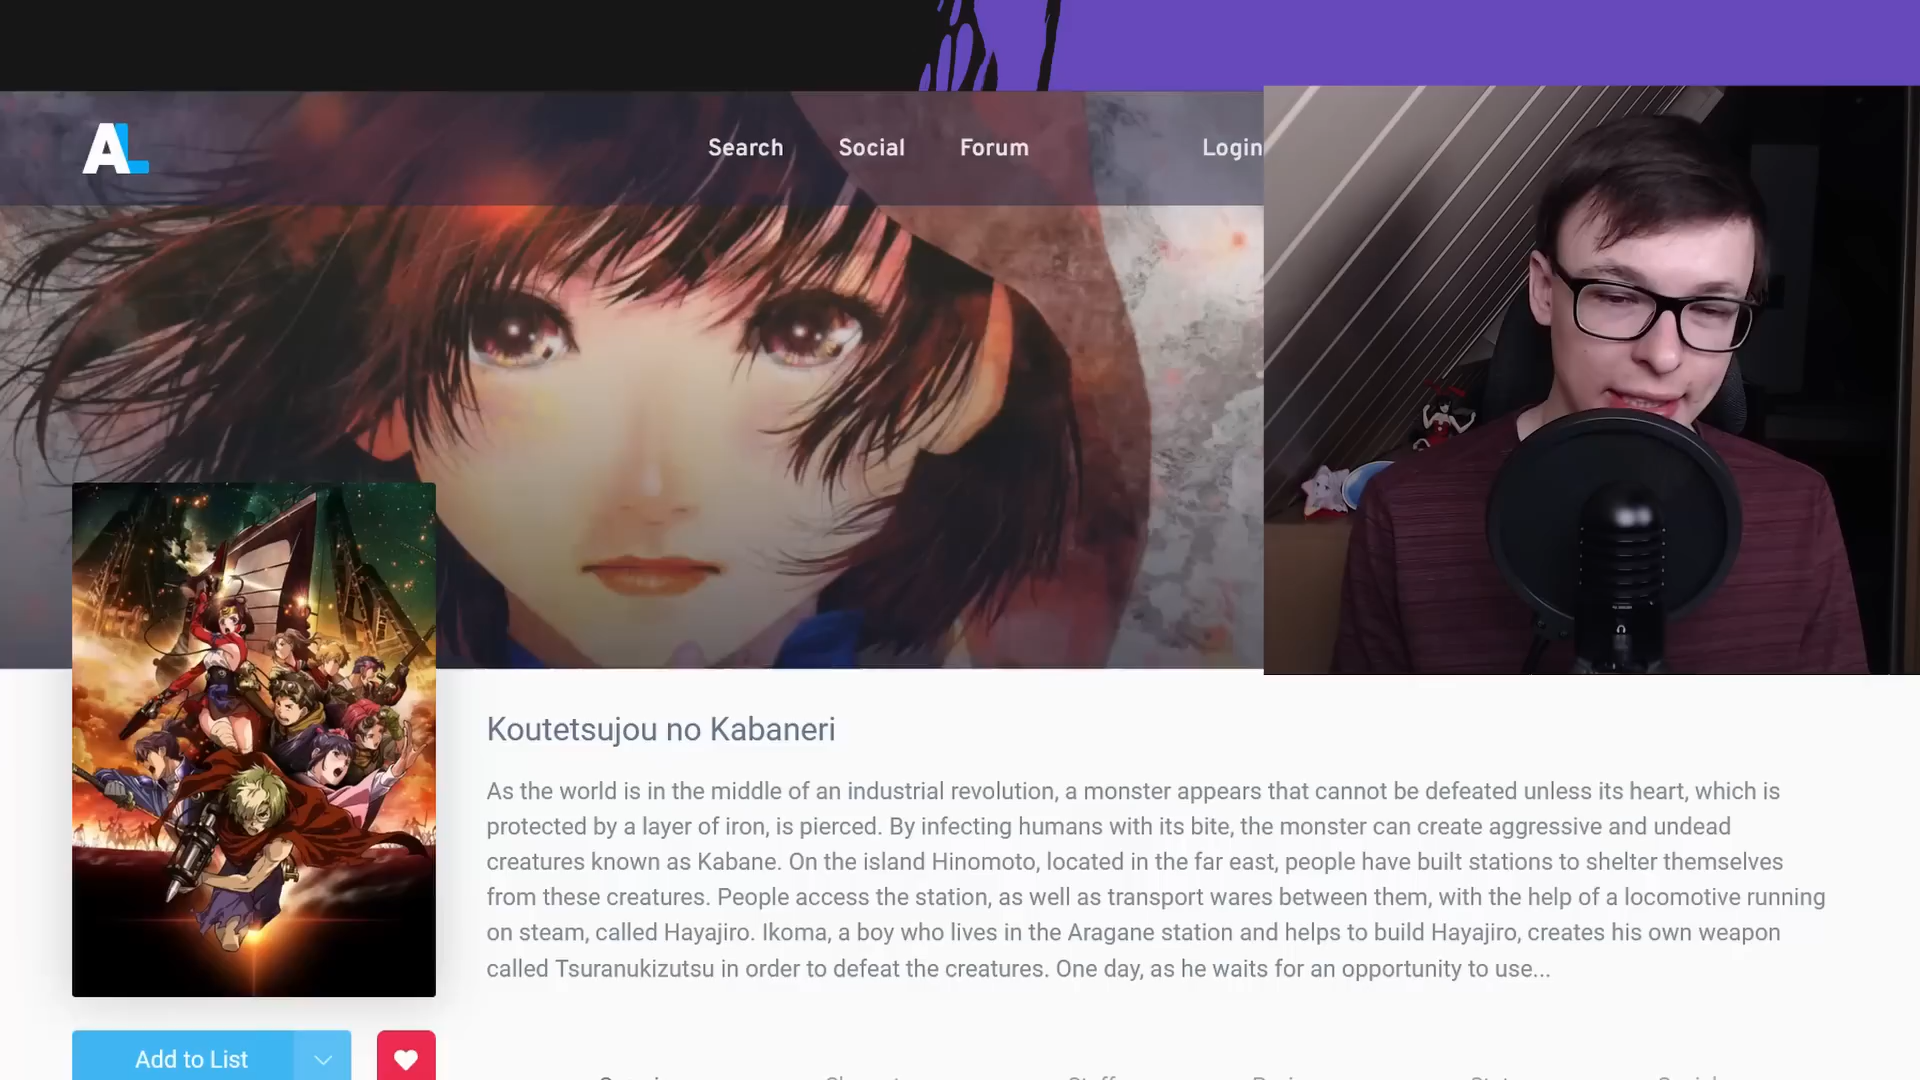 AL
Search Social Forum Login
Koutetsujou no Kabaneri
As the world is in the middle of an industrial revolution, a monster appears that cannot be defeated unless its heart, which is
protected by a layer of iron, is pierced. By infecting humans with its bite, the monster can create aggressive and undead
creatures known as Kabane. On the island Hinomoto, located in the far east, people have built stations to shelter themselves
from these creatures. People access the station, as well as transport wares between them, with the help of a locomotive running
on steam, called Hayajiro. Ikoma, a boy who lives in the Aragane station and helps to build Hayajiro, creates his own weapon
called Tsuranukizutsu in order to defeat the creatures. One day, as he waits for an opportunity to use...
Add to List